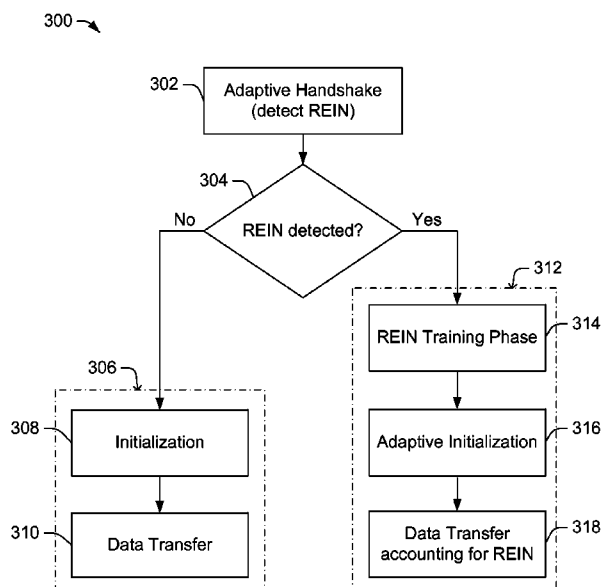 300
302
Adaptive Handshake
(detect REIN)
304
No
REIN detected?
Yes
312
REIN Training Phase
314
306
308
Initialization
Adaptive Initialization
316
310
Data Transfer
Data Transfer
accounting for REIN
318